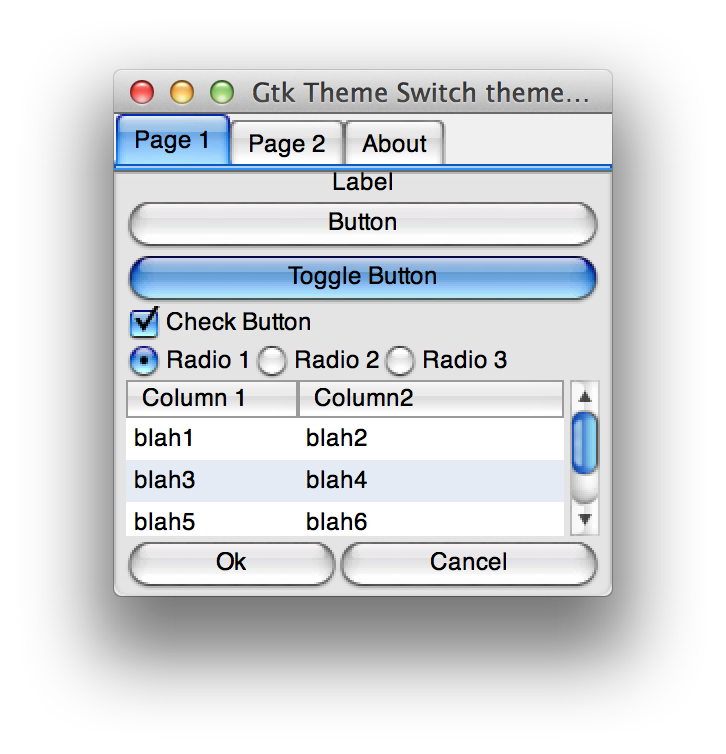 Gtk Theme Switch theme...
Page 1 Page 2 About
Label
Button
Toggle Button
Check Button
Radio 1 Radio 2 Radio 3
Column 1 Column2
blah1 blah2
blah3 blah4
blah5 blah6
Ok Cancel